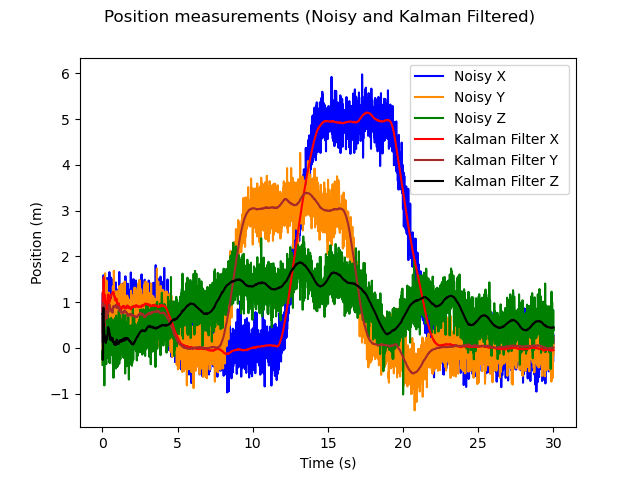 Position measurements (Noisy and Kalman Filtered)
Noisy X
Noisy Y
Noisy Z
Kalman Filter X
Kalman Filter Y
Kalman Filter Z
Position (m)
6
5
4
3
2
1
0
−1
0 5 10 15 20 25 30
Time (s)